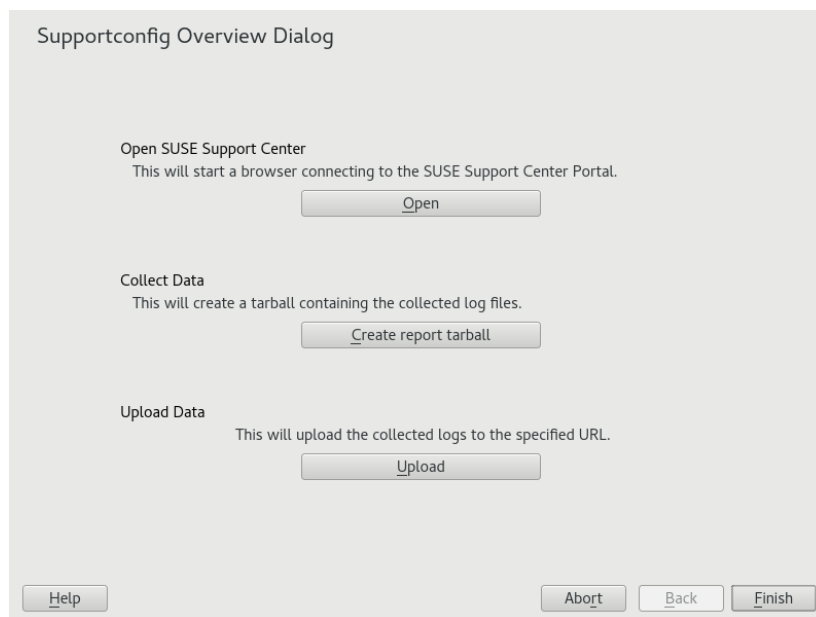 Supportconfig Overview Dialog
Open SUSE Support Center
This will start a browser connecting to the SUSE Support Center Portal.
Open
Collect Data
This will create a tarball containing the collected log files.
Create report tarball
Upload Data
This will upload the collected logs to the specified URL.
Upload
Help Abort Back Finish